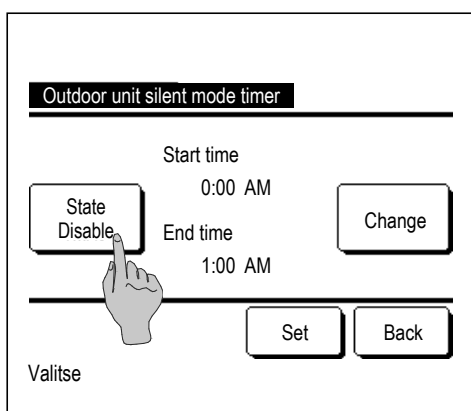 Outdoor unit silent mode timer
Start time
0:00 AM
State
Disable
End time
1:00 AM
Change
Set
Back
Valitse